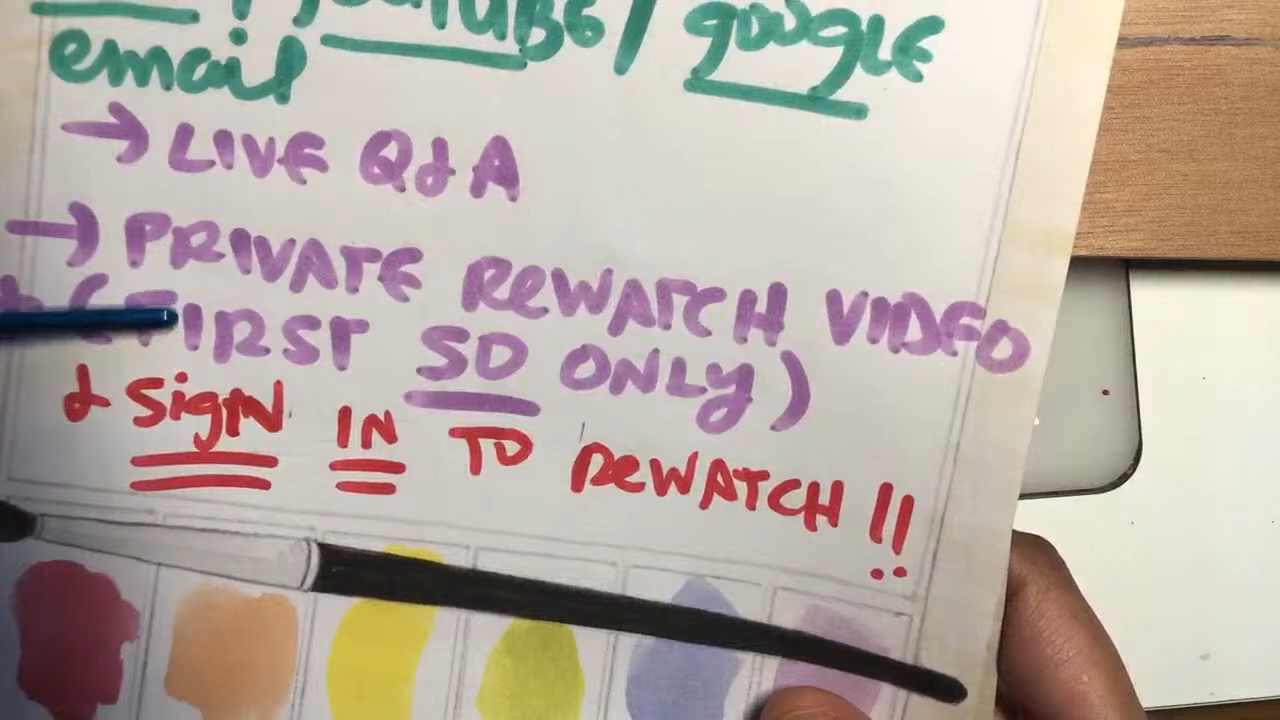 YouTUBE / googLE
email
→ LIVE Q & A
→ PRIVATE REWATCH VIDEO
(FIRST 50 ONLY)
& SigN IN TO REWATCH !!